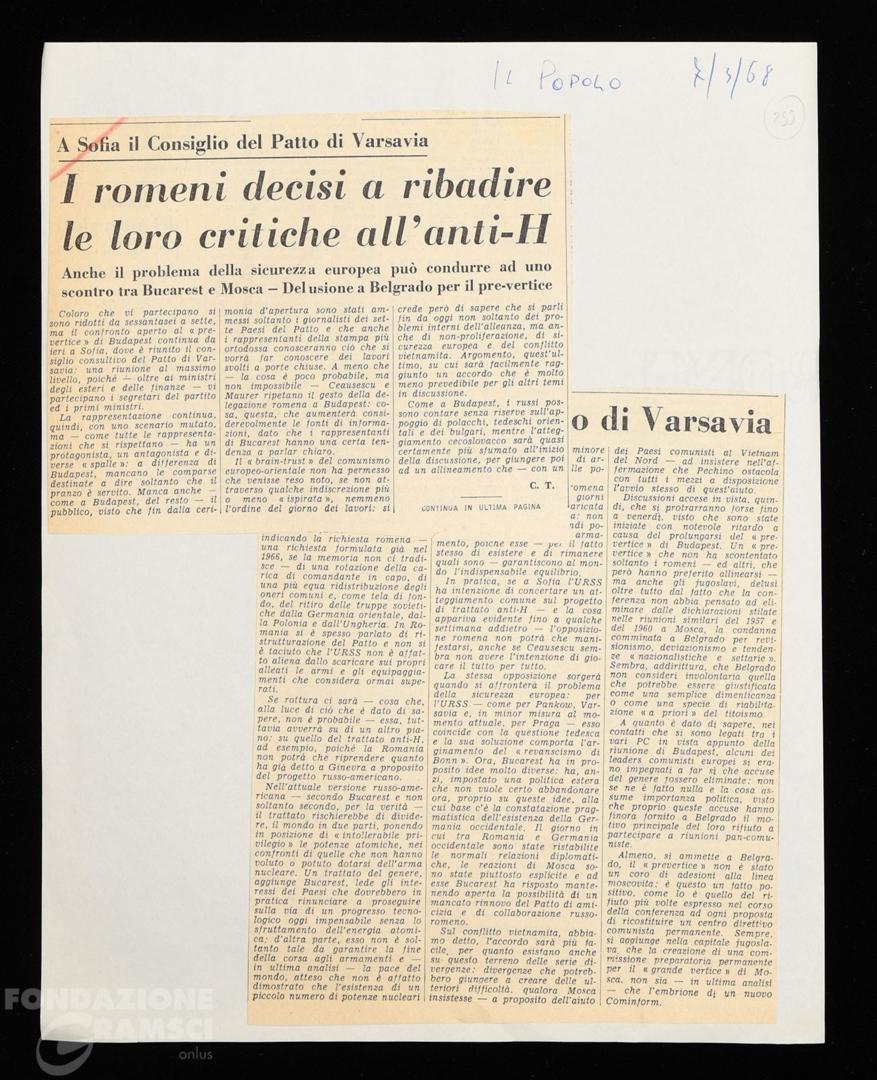 IL POPOLO 7/3/68
255
A Sofia il Consiglio del Patto di Varsavia
I romeni decisi a ribadire
le loro critiche all'anti-H
Anche il problema della sicurezza europea può condurre ad uno
scontro tra Bucarest e Mosca — Delusione a Belgrado per il pre-vertice
Coloro che vi partecipano si
sono ridotti da sessantasei a sette,
ma il confronto aperto al « pre-
vertice » di Budapest continua da
ieri a Sofia, dove è riunito il con-
siglio consultivo del Patto di Var-
savia: una riunione al massimo
livello, poiché — oltre ai ministri
degli esteri e delle finanze — vi
partecipano i segretari del partito
ed i primi ministri.
La rappresentazione continua,
quindi, con uno scenario mutato,
ma — come tutte le rappresenta-
zioni che si rispettano — ha un
protagonista, un antagonista e di-
verse « spalle »: a differenza di
Budapest, mancano le comparse
destinate a dire soltanto che il
pranzo è servito. Manca anche —
come a Budapest, del resto — il
pubblico, visto che fin dalla ceri-
monia d'apertura sono stati am-
messi soltanto i giornalisti dei set-
te Paesi del Patto e che anche
i rappresentanti della stampa più
ortodossa conosceranno ciò che si
vorrà far conoscere dei lavori
svolti a porte chiuse. A meno che
— la cosa è poco probabile, ma
non impossibile — Ceausescu e
Maurer ripetano il gesto della de-
legazione romena a Budapest: co-
sa, questa, che aumenterà consi-
derevolmente le fonti di informa-
zioni, dato che i rappresentanti
di Bucarest hanno una certa ten-
denza a parlar chiaro.
Il « brain-trust » del comunismo
europeo-orientale non ha permesso
che venisse reso noto, se non at-
traverso qualche indiscrezione più
o meno « ispirata », nemmeno
l'ordine del giorno dei lavori: si
crede però di sapere che si parli
fin da oggi non soltanto dei pro-
blemi interni dell'alleanza, ma an-
che di non-proliferazione, di si-
curezza europea e del conflitto
vietnamita. Argomento, quest'ul-
timo, su cui sarà facilmente rag-
giunto un accordo che è molto
meno prevedibile per gli altri temi
in discussione.
Come a Budapest, i russi pos-
sono contare senza riserve sull'ap-
poggio di polacchi, tedeschi orien-
tali e dei bulgari, mentre l'atteg-
giamento cecoslovacco sarà quasi
certamente più sfumato all'inizio
della discussione, per giungere poi
ad un allineamento che — con un
C. T.
CONTINUA IN ULTIMA PAGINA
o di Varsavia
minore
di ar-
lle po-
omena
giorni
aricata
a: non
ndi po-
arma-
indicando la richiesta romena —
una richiesta formulata già nel
1966, se la memoria non ci tradi-
sce — di una rotazione della ca-
rica di comandante in capo, di
una più equa ridistribuzione degli
oneri comuni e, come tela di fon-
do, del ritiro delle truppe sovieti-
che dalla Germania orientale, dal-
la Polonia e dall'Ungheria. In Ro-
mania si è spesso parlato di ri-
strutturazione del Patto e non si
è taciuto che l'URSS non è affat-
to aliena dallo scaricare sui propri
alleati le armi e gli equipaggia-
menti che considera ormai supe-
rati.
Se rottura ci sarà — cosa che,
alla luce di ciò che è dato di sa-
pere, non è probabile — essa, tut-
tavia avverrà su di un altro pia-
no: su quello del trattato anti-H,
ad esempio, poiché la Romania
non potrà che riprendere quanto
ha già detto a Ginevra a proposito
del progetto russo-americano.
Nell'attuale versione russo-ame-
ricana — secondo Bucarest e non
soltanto secondo, per la verità —
il trattato rischierebbe di divide-
re, il mondo in due parti, ponendo
in posizione di « intollerabile pri-
vilegio » le potenze atomiche, nei
confronti di quelle che non hanno
voluto o potuto dotarsi dell'arma
nucleare. Un trattato del genere,
aggiunge Bucarest, lede gli inte-
ressi dei Paesi che dovrebbero in
pratica rinunciare a proseguire
sulla via di un progresso tecno-
logico oggi impensabile senza lo
sfruttamento dell'energia atomi-
ca; d'altra parte, esso non è sol-
tanto tale da garantire la fine
della corsa agli armamenti e —
in ultima analisi — la pace del
mondo, atteso che non è affatto
dimostrato che l'esistenza di un
piccolo numero di potenze nucleari
mento, poiché esse — per il fatto
stesso di esistere e di rimanere
quali sono — garantiscono al mon-
do l'indispensabile equilibrio.
In pratica, se a Sofia l'URSS
ha intenzione di concertare un at-
teggiamento comune sul progetto
di trattato anti-H — e la cosa
appariva evidente fino a qualche
settimana addietro — l'opposizio-
ne romena non potrà che mani-
festarsi, anche se Ceausescu sem-
bra non avere l'intenzione di gio-
care il tutto per tutto.
La stessa opposizione sorgerà
quando si affronterà il problema
della sicurezza europea: per
l'URSS — come per Pankow, Var-
savia e, in minor misura al mo-
mento attuale, per Praga — esso
coincide con la questione tedesca
e la sua soluzione comporta l'ar-
ginamento del « revanscismo di
Bonn ». Ora, Bucarest ha in pro-
posito idee molto diverse: ha, an-
zi, impostato una politica estera
che non vuole certo abbandonare
ora, proprio su queste idee, alla
cui base c'è la constatazione prag-
matistica dell'esistenza della Ger-
mania occidentale. Il giorno in
cui tra Romania e Germania
occidentale sono state ristabilite
le normali relazioni diplomati-
che, le reazioni di Mosca so-
no state piuttosto esplicite e ad
esse Bucarest ha risposto mante-
nendo aperta la possibilità di un
mancato rinnovo del Patto di ami-
cizia e di collaborazione russo-
romeno.
Sul conflitto vietnamita, abbia-
mo detto, l'accordo sarà più fa-
cile, per quanto esistano anche
su questo terreno delle serie di-
vergenze: divergenze che potreb-
bero giungere a creare delle ul-
teriori difficoltà, qualora Mosca
insistesse — a proposito dell'aiuto
dei Paesi comunisti al Vietnam
del Nord — ad insistere nell'af-
fermazione che Pechino ostacola
con tutti i mezzi a disposizione
l'avvio stesso di quest'aiuto.
Discussioni accese in vista, quin-
di, che si protrarranno forse fino
a venerdì, visto che sono state
iniziate con notevole ritardo a
causa del prolungarsi del « pre-
vertice » di Budapest. Un « pre-
vertice » che non ha scontentato
soltanto i romeni — ed altri, che
però hanno preferito allinearsi —
ma anche gli jugoslavi, delusi
oltre tutto dal fatto che la con-
ferenza non abbia pensato ad eli-
minare dalle dichiarazioni stilate
nelle riunioni similari del 1957 e
del 1960 a Mosca, la condanna
comminata a Belgrado per revi-
sionismo, deviazionismo e tenden-
ze « nazionalistiche e settarie ».
Sembra, addirittura, che Belgrado
non consideri involontaria quella
che potrebbe essere giustificata
come una semplice dimenticanza
o come una specie di riabilita-
zione « a priori » del titoismo.
A quanto è dato di sapere, nei
contatti che si sono legati tra i
vari PC in vista appunto della
riunione di Budapest, alcuni dei
leaders comunisti europei si era-
no impegnati a far sì che accuse
del genere fossero eliminate: non
se ne è fatto nulla e la cosa as-
sume importanza politica, visto
che proprio queste accuse hanno
finora fornito a Belgrado il mo-
tivo principale del loro rifiuto a
partecipare a riunioni pan-comu-
niste.
Almeno, si ammette a Belgra-
do, il « prevertice » non è stato
un coro di adesioni alla linea
moscovita: è questo un fatto po-
sitivo, come lo è quello del ri-
fiuto più volte espresso nel corso
della conferenza ad ogni proposta
di ricostituire un centro direttivo
comunista permanente. Sempre,
si aggiunge nella capitale jugosla-
va, che la creazione di una com-
missione preparatoria permanente
per il « grande vertice » di Mo-
sca, non sia — in ultima analisi
— che l'embrione di un nuovo
Cominform.
FONDAZIONE
GRAMSCI
onlus